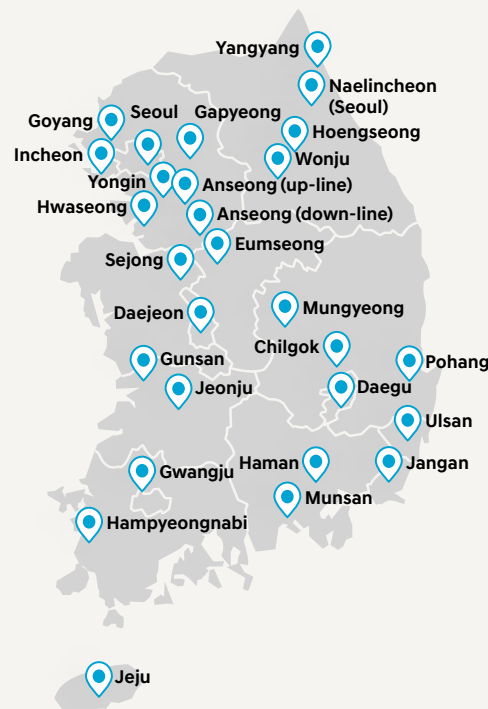 Yangyang
Naelincheon
(Seoul)
Goyang
Seoul
Gapyeong
Hoengseong
Incheon
Wonju
Yongin
Anseong (up-line)
Hwaseong
Anseong (down-line)
Eumseong
Sejong
Daejeon
Mungyeong
Chilgok
Gunsan
Pohang
Jeonju
Daegu
Ulsan
Gwangju
Haman
Jangan
Munsan
Hampyeongnabi
Jeju